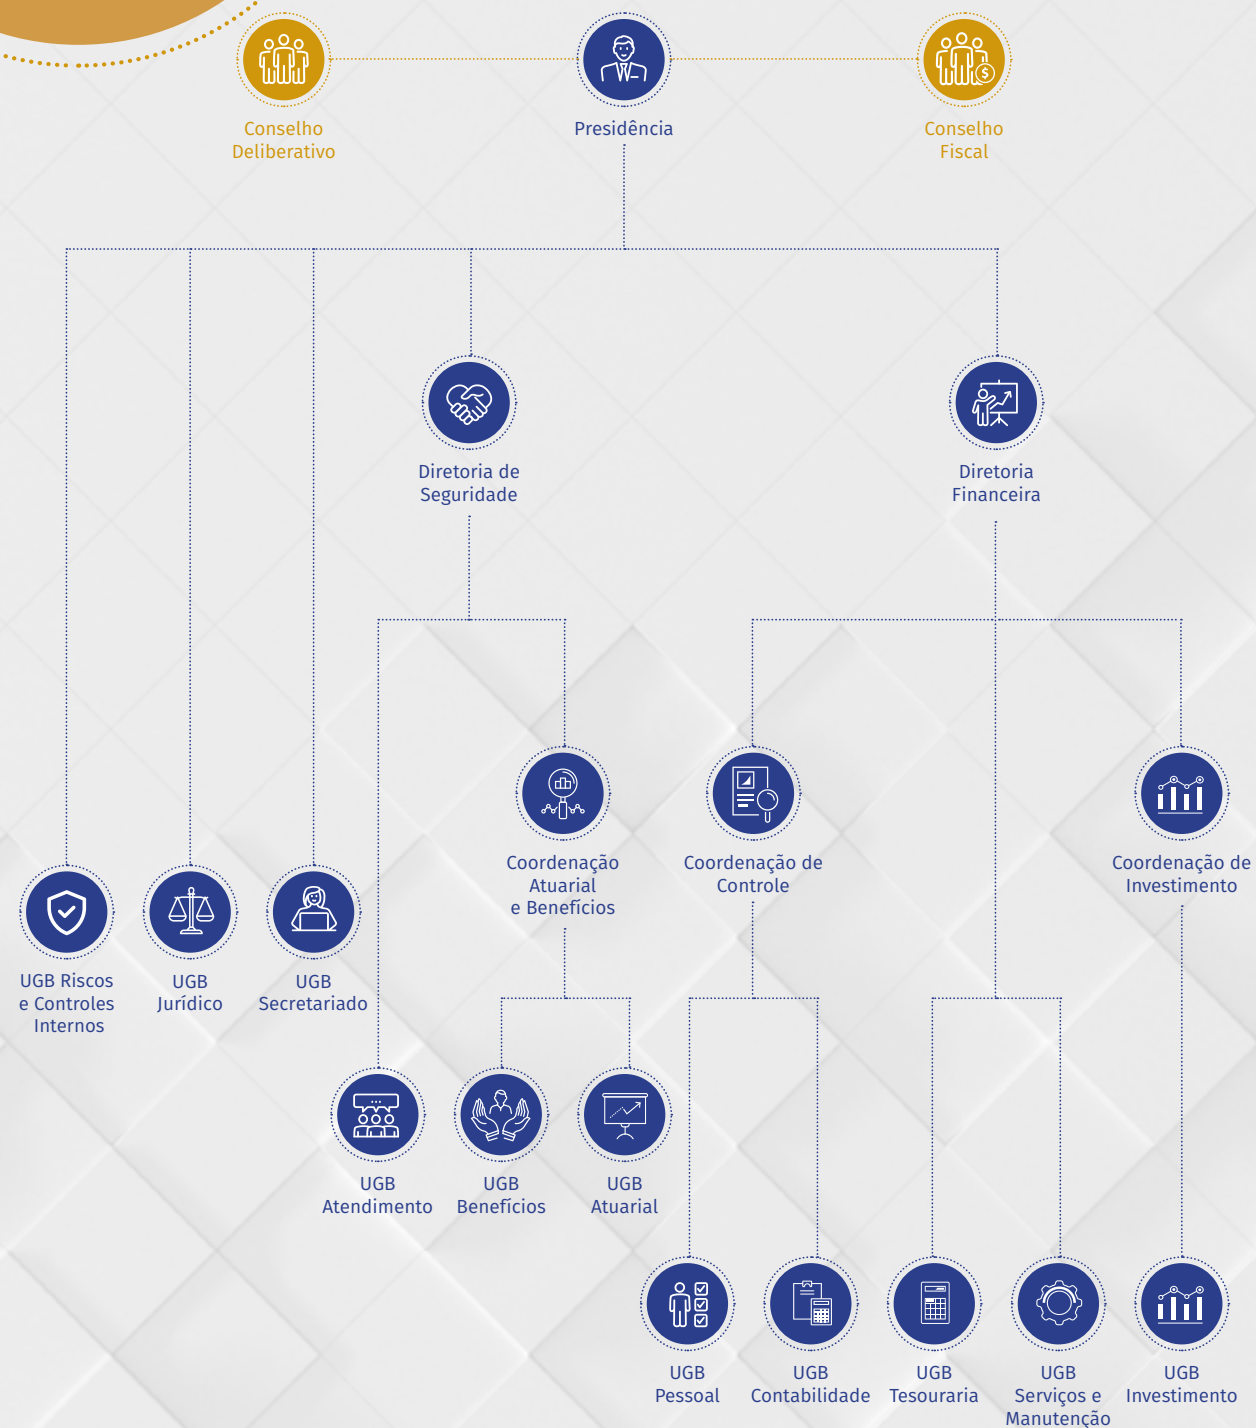 Conselho
Deliberativo
Presidência
Conselho
Fiscal
$
Diretoria de
Seguridade
Diretoria
Financeira
Coordenação
Atuarial
e Benefícios
Coordenação de
Controle
Coordenação de
Investimento
UGB Riscos
e Controles
Internos
UGB
Jurídico
UGB
Secretariado
UGB
Atendimento
UGB
Benefícios
UGB
Atuarial
UGB
Pessoal
UGB
Contabilidade
UGB
Tesouraria
UGB
Serviços e
Manutenção
UGB
Investimento